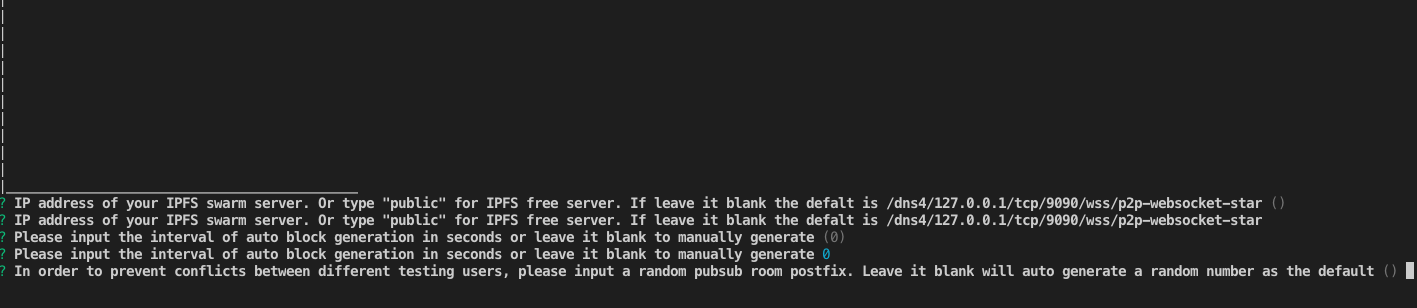 ? IP address of your IPFS swarm server. Or type "public" for IPFS free server. If leave it blank the defalt is /dns4/127.0.0.1/tcp/9090/wss/p2p-websocket-star ()
? IP address of your IPFS swarm server. Or type "public" for IPFS free server. If leave it blank the defalt is /dns4/127.0.0.1/tcp/9090/wss/p2p-websocket-star
? Please input the interval of auto block generation in seconds or leave it blank to manually generate (0)
? Please input the interval of auto block generation in seconds or leave it blank to manually generate 0
? In order to prevent conflicts between different testing users, please input a random pubsub room postfix. Leave it blank will auto generate a random number as the default ()